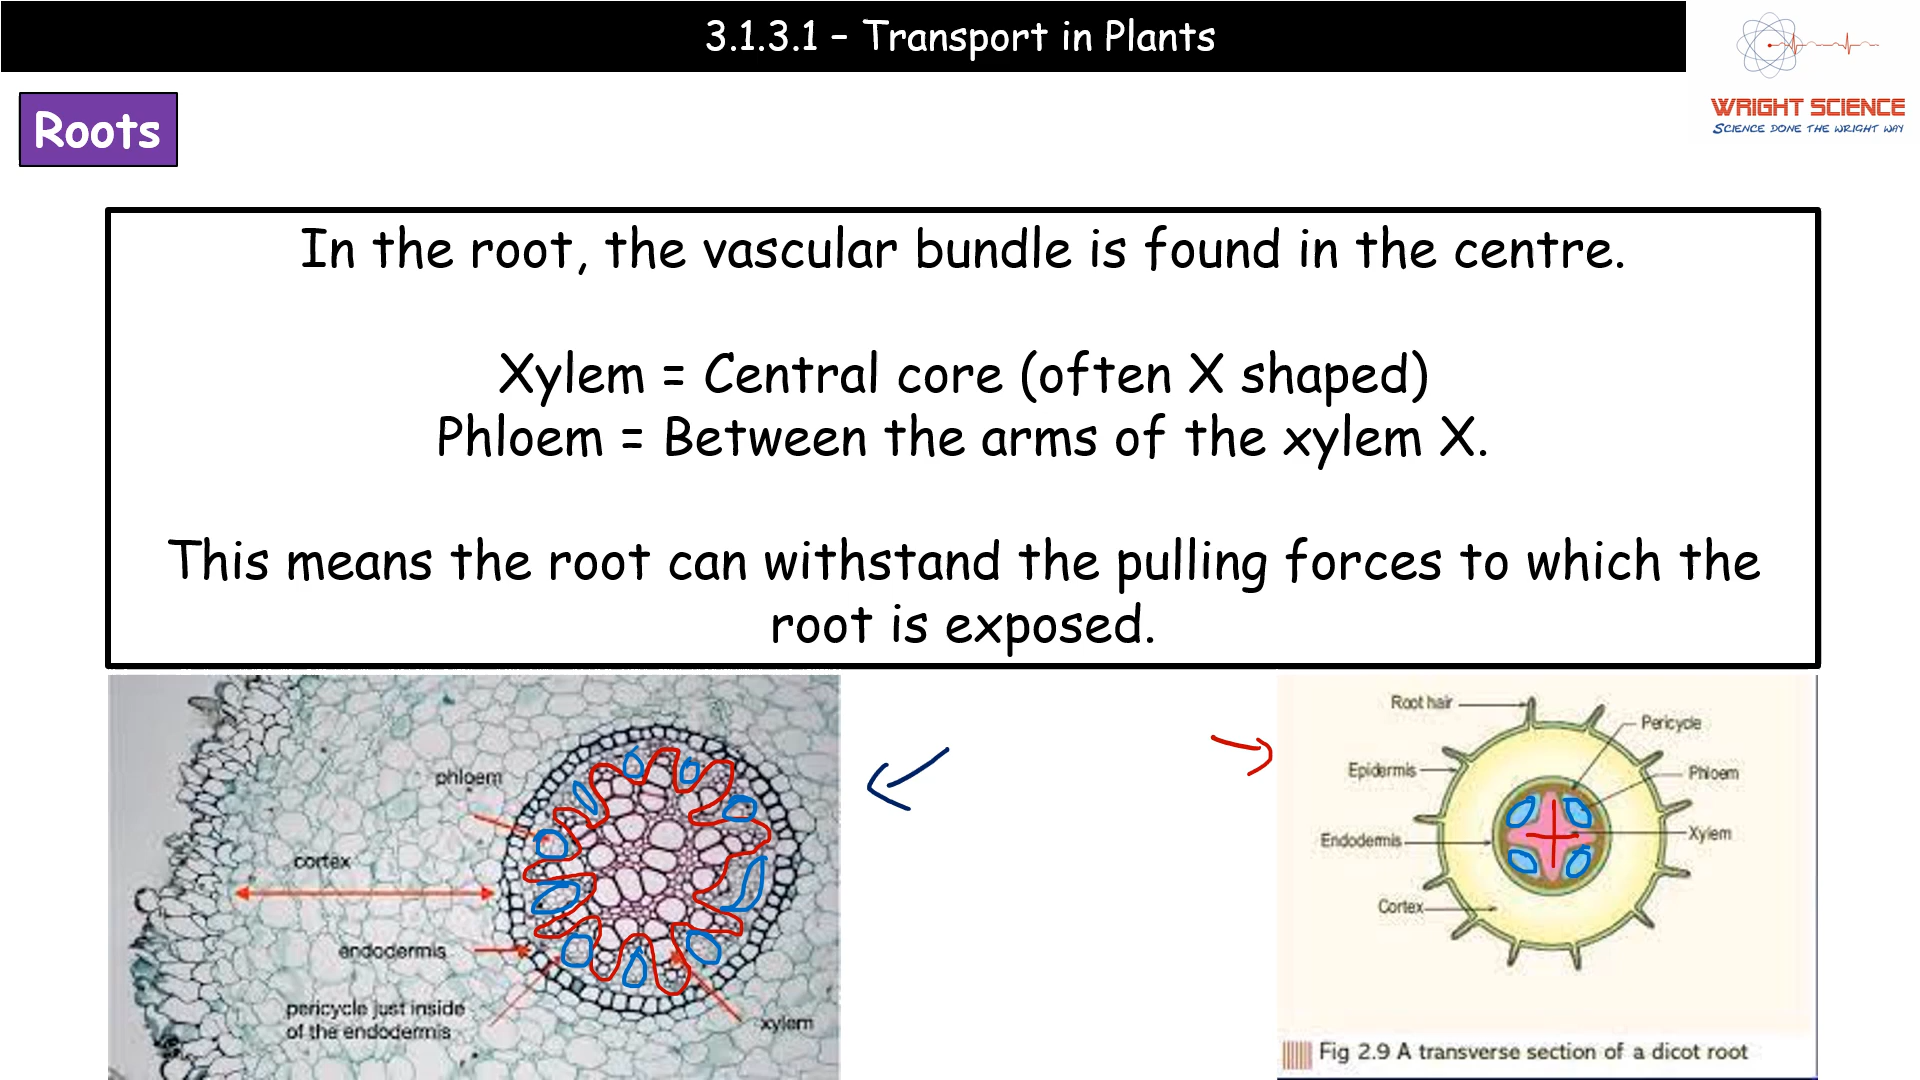 3.1.3.1 – Transport in Plants
WRIGHT SCIENCE
SCIENCE DONE THE WRIGHT WAY
Roots
In the root, the vascular bundle is found in the centre.
Xylem = Central core (often X shaped)
Phloem = Between the arms of the xylem X.
This means the root can withstand the pulling forces to which the
root is exposed.
phloem
cortex
endodermis
pericycle just inside
of the endodermis
xylem
Root hair
Pericycle
Epidermis
Phloem
Endodermis
Xylem
Cortex
Fig 2.9 A transverse section of a dicot root